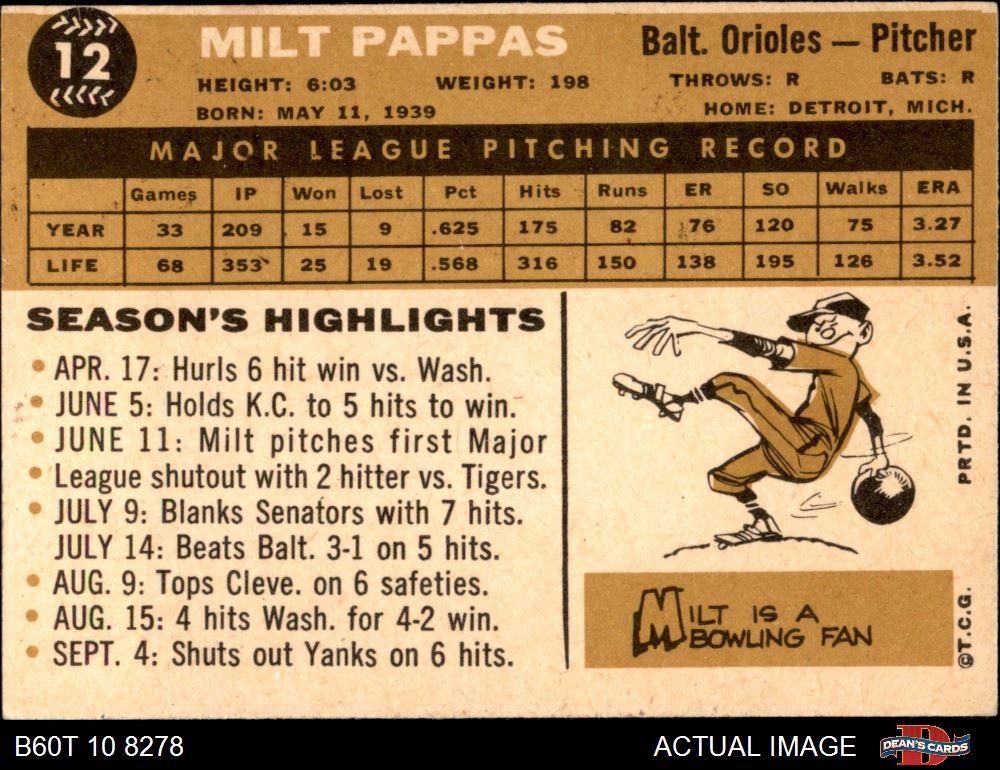 12
MILT PAPPAS
Balt. Orioles — Pitcher
HEIGHT: 6:03 WEIGHT: 198 THROWS: R BATS: R
BORN: MAY 11, 1939 HOME: DETROIT, MICH.
MAJOR LEAGUE PITCHING RECORD
Games IP Won Lost Pct Hits Runs ER SO Walks ERA
YEAR 33 209 15 9 .625 175 82 76 120 75 3.27
LIFE 68 353 25 19 .568 316 150 138 195 126 3.52
SEASON'S HIGHLIGHTS
• APR. 17: Hurls 6 hit win vs. Wash.
• JUNE 5: Holds K.C. to 5 hits to win.
• JUNE 11: Milt pitches first Major
• League shutout with 2 hitter vs. Tigers.
• JULY 9: Blanks Senators with 7 hits.
JULY 14: Beats Balt. 3-1 on 5 hits.
• AUG. 9: Tops Cleve. on 6 safeties.
• AUG. 15: 4 hits Wash. for 4-2 win.
• SEPT. 4: Shuts out Yanks on 6 hits.
MILT IS A
BOWLING FAN
PRTD. IN U.S.A.
©T.C.G.
B60T 10 8278
ACTUAL IMAGE
D
DEAN'S CARDS